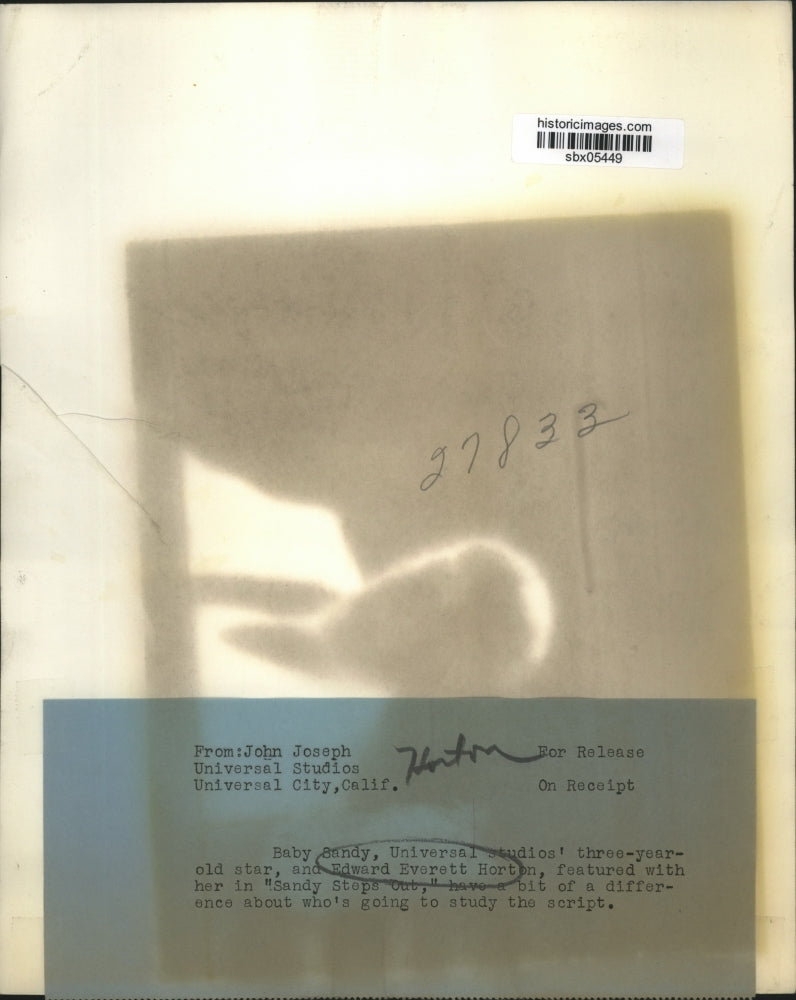 historicimages.com
sbx05449
27833
From:John Joseph
Universal Studios
Universal City,Calif.
Horton
For Release
On Receipt
Baby Sandy, Universal studios' three-year-
old star, and Edward Everett Horton, featured with
her in "Sandy Steps Out," have a bit of a differ-
ence about who's going to study the script.